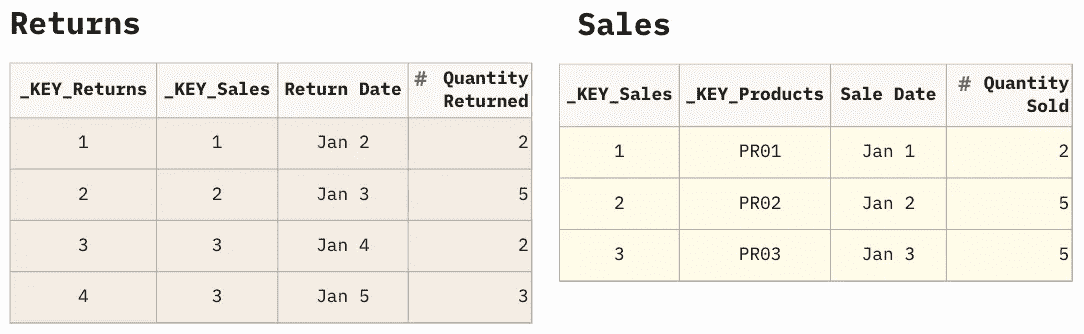 Returns
_KEY_Returns _KEY_Sales Return Date # Quantity Returned
1 1 Jan 2 2
2 2 Jan 3 5
3 3 Jan 4 2
4 3 Jan 5 3
Sales
_KEY_Sales _KEY_Products Sale Date # Quantity Sold
1 PR01 Jan 1 2
2 PR02 Jan 2 5
3 PR03 Jan 3 5